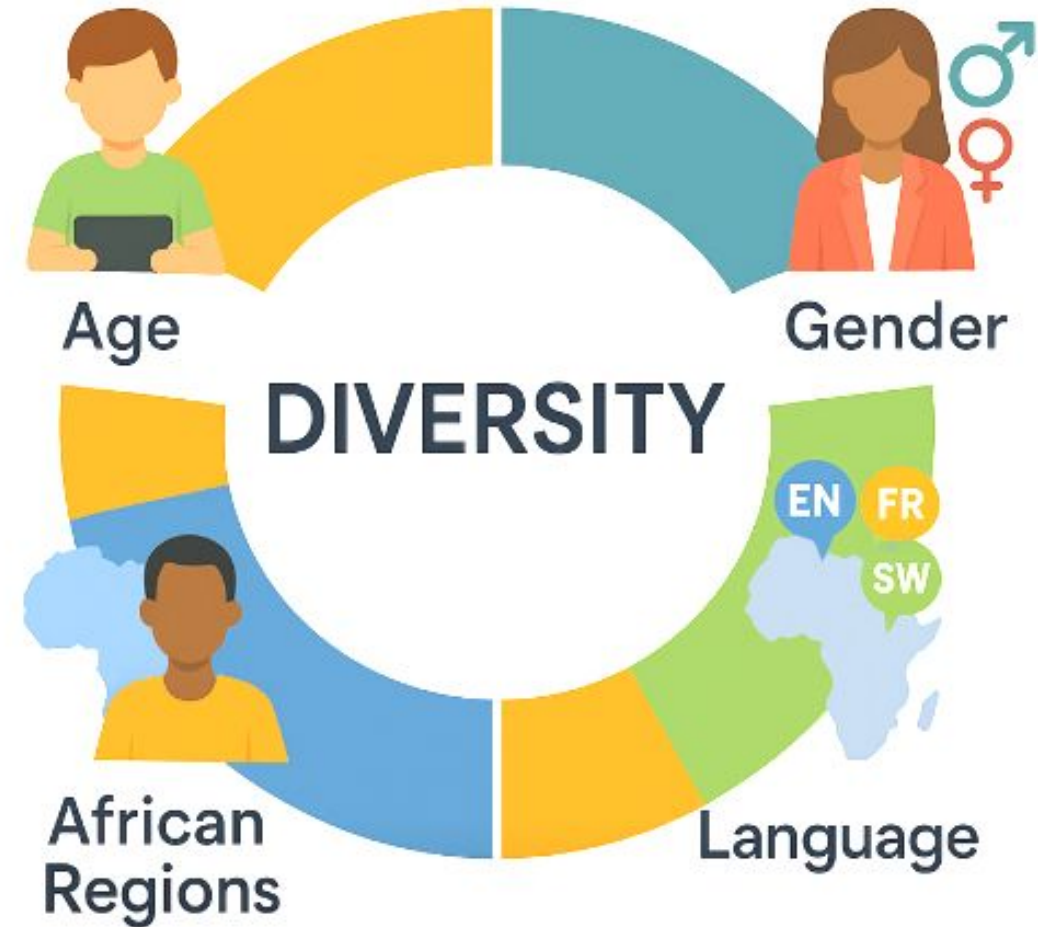 Age
Gender
DIVERSITY
EN
FR
SW
African
Regions
Language